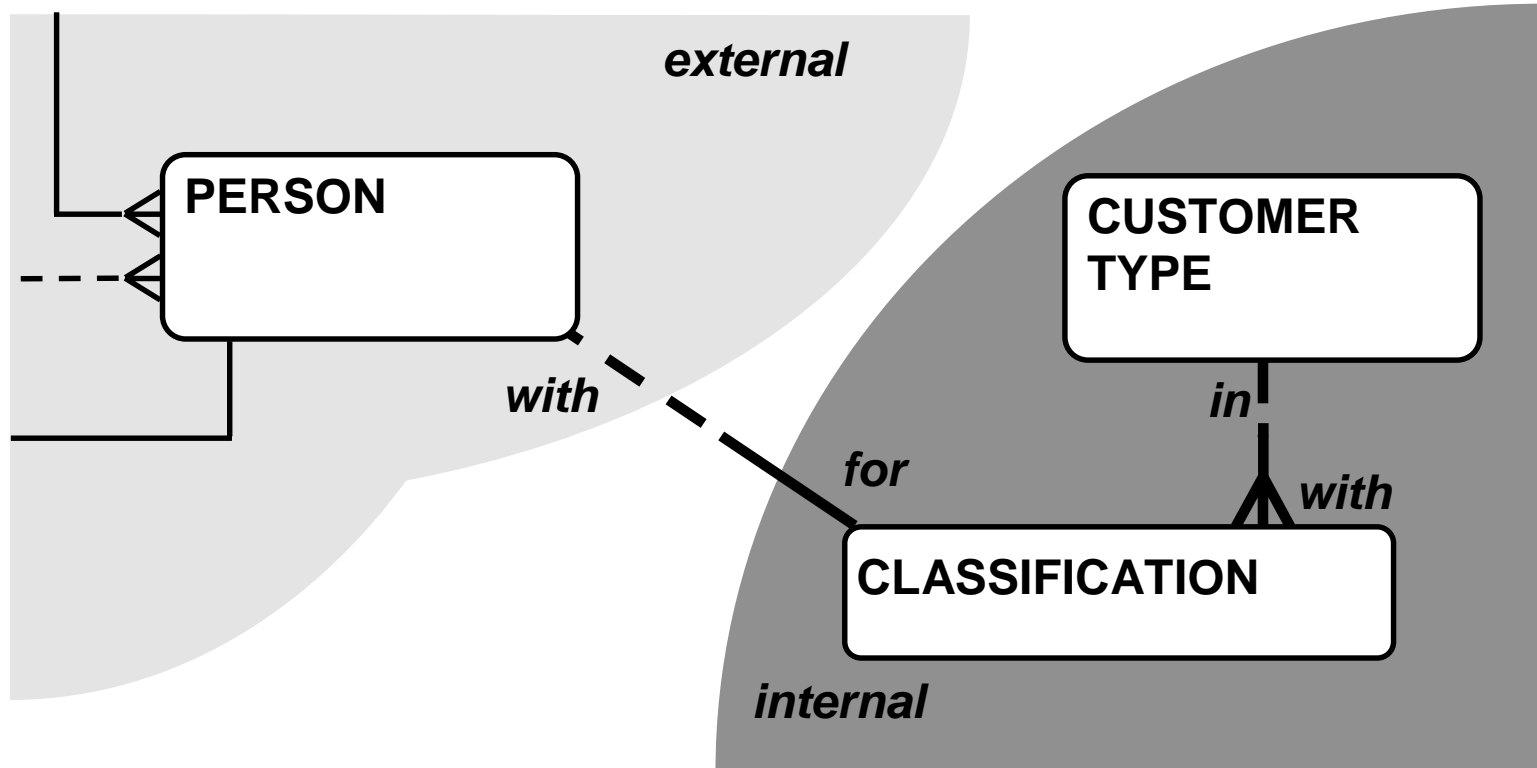 external
PERSON
CUSTOMER
TYPE
with
in
for
with
CLASSIFICATION
internal